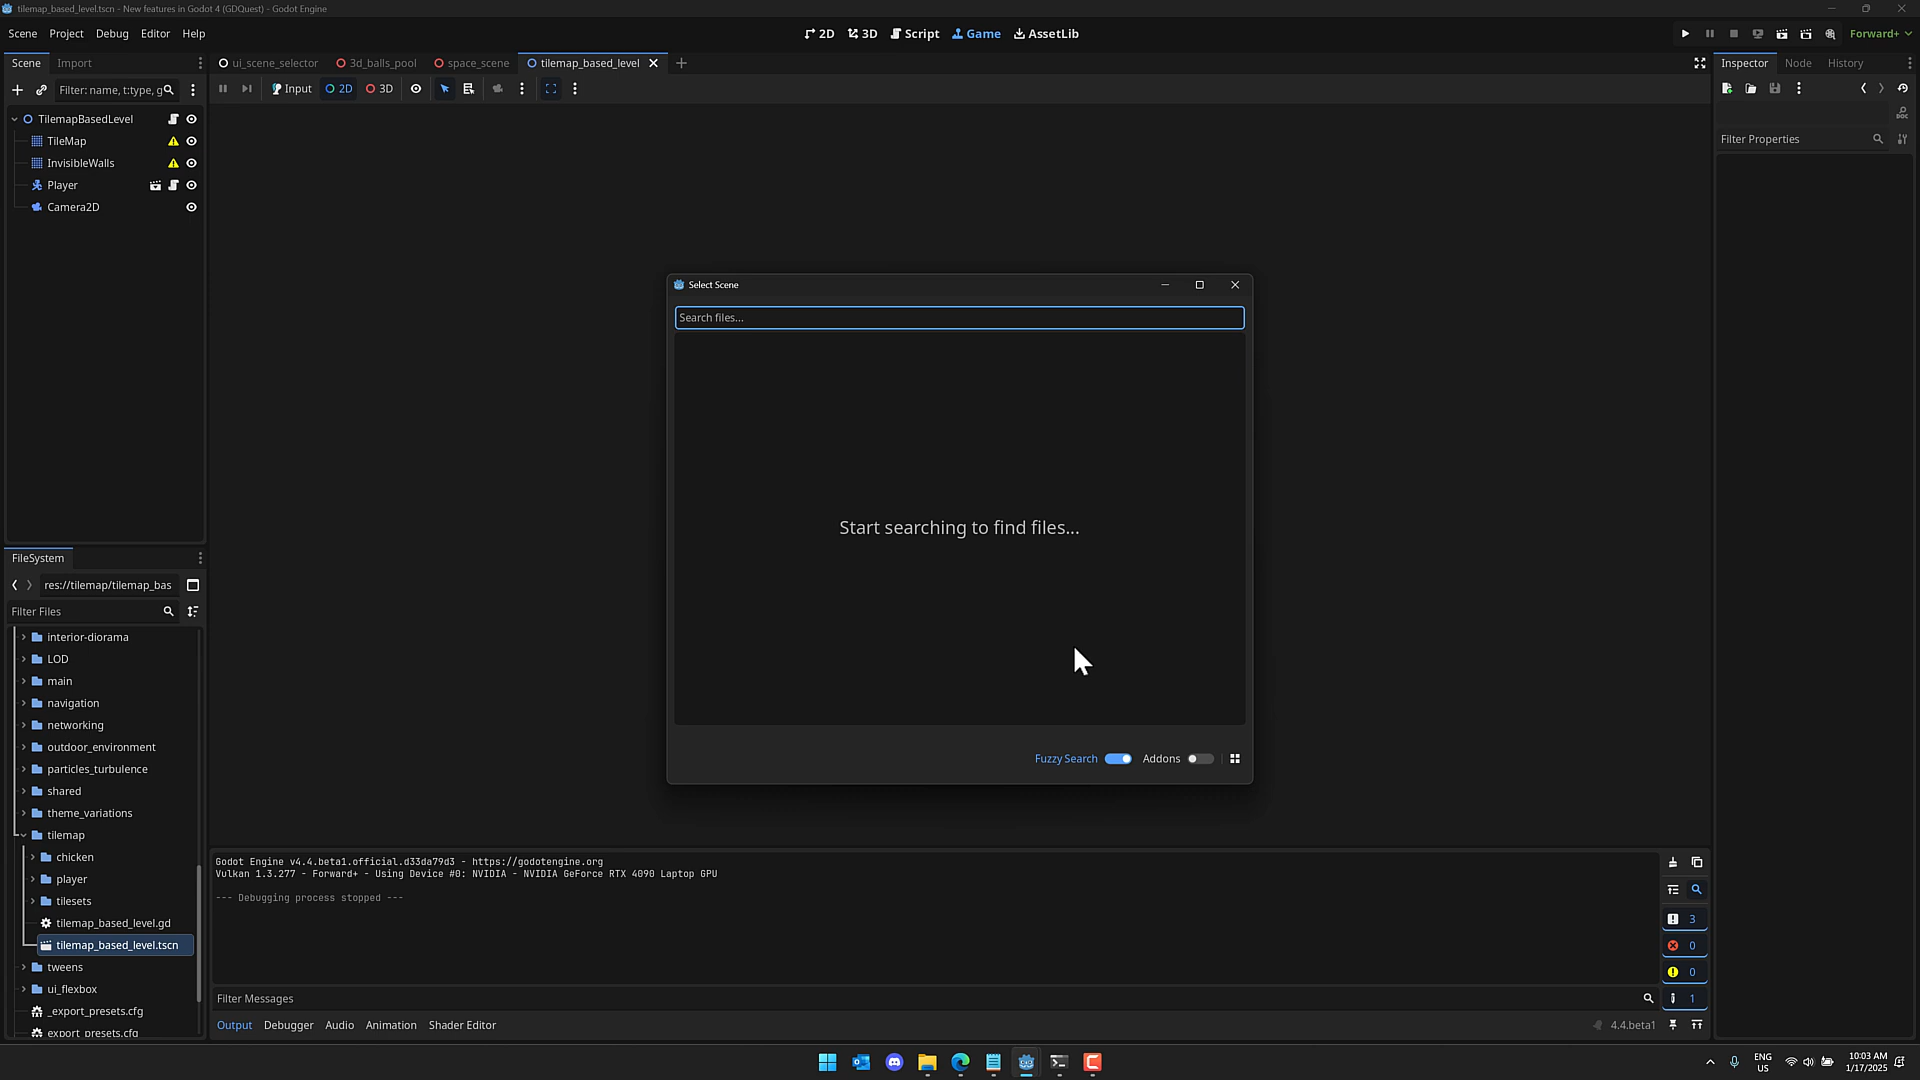 tilemap_based_level.tscn - New features in Godot 4 (GDQuest) - Godot Engine
Scene Project Debug Editor Help
2D 3D Script Game AssetLib
Forward+
Scene Import
ui_scene_selector 3d_balls_pool space_scene tilemap_based_level
Inspector Node History
Filter: name, t:type, g
Input 2D 3D
TilemapBasedLevel
TileMap
InvisibleWalls
Player
Camera2D
Filter Properties
DOC
Select Scene
Search files...
Start searching to find files...
Fuzzy Search Addons
FileSystem
res://tilemap/tilemap_bas
Filter Files
interior-diorama
LOD
main
navigation
networking
outdoor_environment
particles_turbulence
shared
theme_variations
tilemap
chicken
player
tilesets
tilemap_based_level.gd
tilemap_based_level.tscn
tweens
ui_flexbox
_export_presets.cfg
export_presets.cfg
Godot Engine v4.4.beta1.official.d33da79d3 - https://godotengine.org
Vulkan 1.3.277 - Forward+ - Using Device #0: NVIDIA - NVIDIA GeForce RTX 4090 Laptop GPU
--- Debugging process stopped ---
3
0
0
1
Filter Messages
Output Debugger Audio Animation Shader Editor
4.4.beta1
ENG
US
10:03 AM
1/17/2025